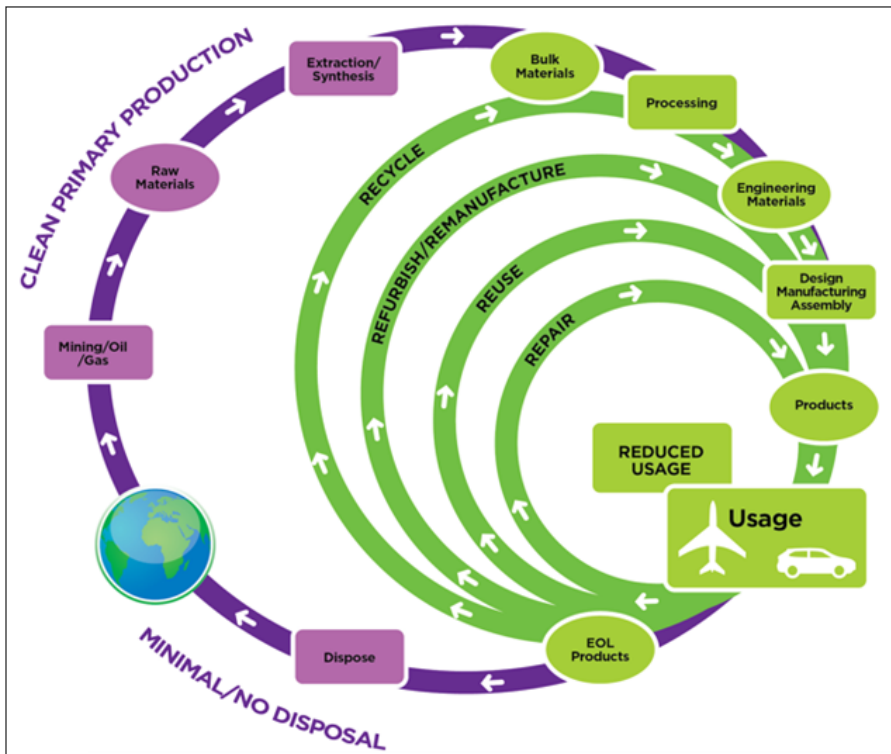 CLEAN PRIMARY PRODUCTION
Extraction/
Synthesis
Bulk
Materials
Processing
Raw
Materials
Engineering
Materials
RECYCLE
REFURBISH/REMANUFACTURE
REUSE
REPAIR
Design
Manufacturing
Assembly
Mining/Oil
/Gas
Products
REDUCED
USAGE
Usage
EOL
Products
Dispose
MINIMAL/NO DISPOSAL